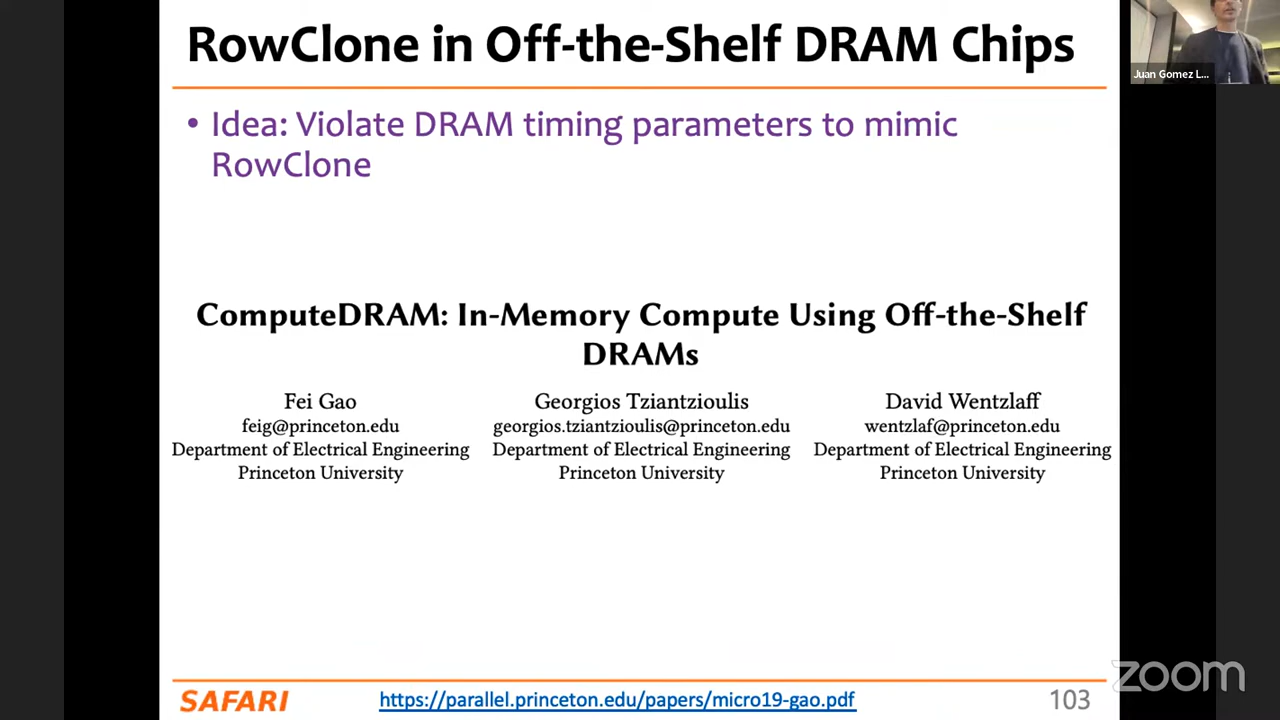 RowClone in Off-the-Shelf DRAM Chips
Juan Gomez L...
• Idea: Violate DRAM timing parameters to mimic
RowClone
ComputeDRAM: In-Memory Compute Using Off-the-Shelf
DRAMs
Fei Gao
feig@princeton.edu
Department of Electrical Engineering
Princeton University
Georgios Tziantzioulis
georgios.tziantzioulis@princeton.edu
Department of Electrical Engineering
Princeton University
David Wentzlaff
wentzlaf@princeton.edu
Department of Electrical Engineering
Princeton University
SAFARI
https://parallel.princeton.edu/papers/micro19-gao.pdf
103
zoom